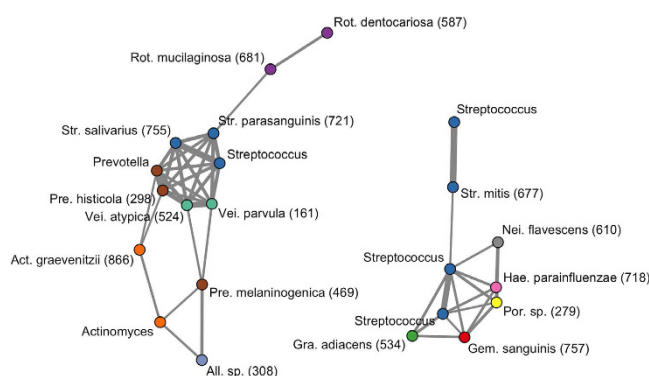 Rot. dentocariosa (587)
Rot. mucilaginosa (681)
Streptococcus
Str. parasanguinis (721)
Str. salivarius (755)
Streptococcus
Prevotella
Str. mitis (677)
Pre. histicola (298)
Vei. atypica (524)
Vei. parvula (161)
Nei. flavescens (610)
Act. graevenitzii (866)
Streptococcus
Hae. parainfluenzae (718)
Pre. melaninogenica (469)
Por. sp. (279)
Actinomyces
Streptococcus
Gra. adiacens (534)
Gem. sanguinis (757)
All. sp. (308)